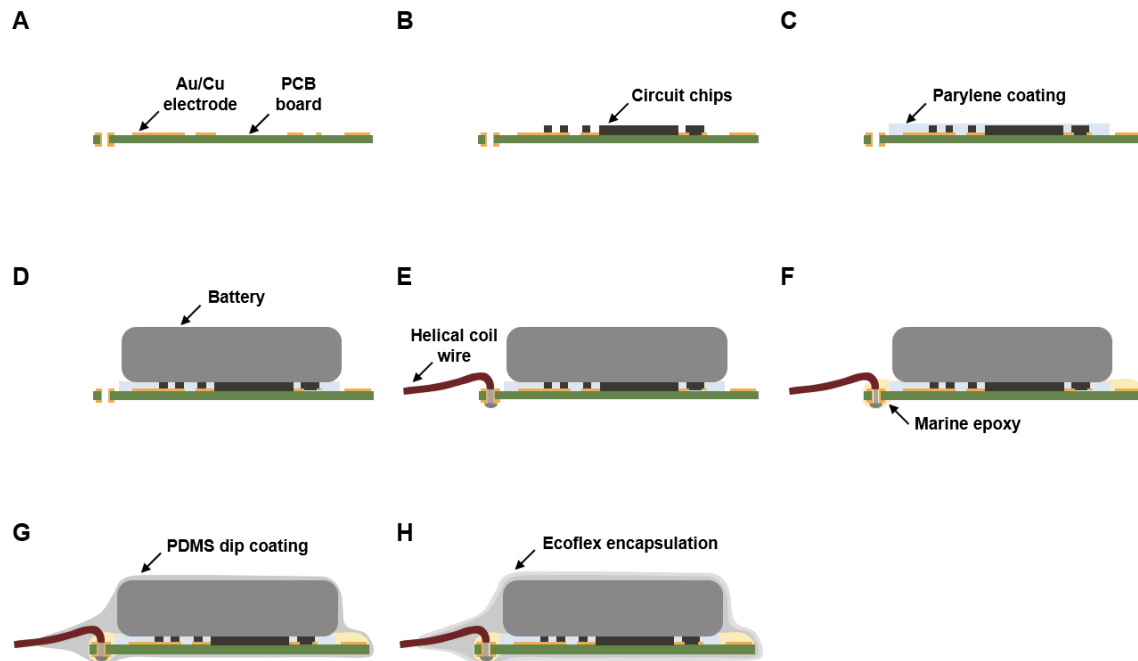 A
B
C
Au/Cu
electrode
PCB
board
Circuit chips
Parylene coating
D
E
F
Battery
Helical coil
wire
Marine epoxy
G
H
PDMS dip coating
Ecoflex encapsulation